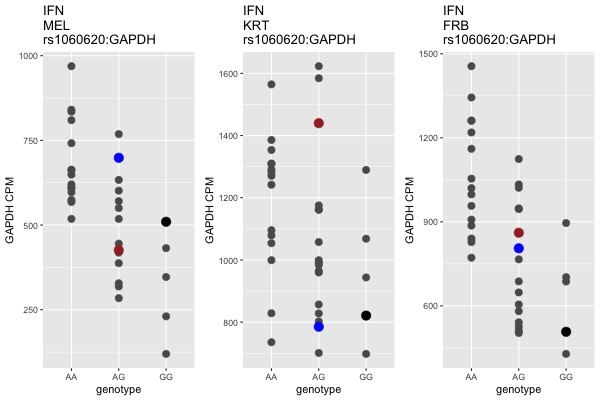 IFN
MEL
rs1060620:GAPDH
1000
750
500
250
GAPDH CPM
AA
AG
GG
genotype
IFN
KRT
rs1060620:GAPDH
1600
1400
1200
1000
800
GAPDH CPM
AA
AG
GG
genotype
IFN
FRB
rs1060620:GAPDH
1500
1200
900
600
GAPDH CPM
AA
AG
GG
genotype